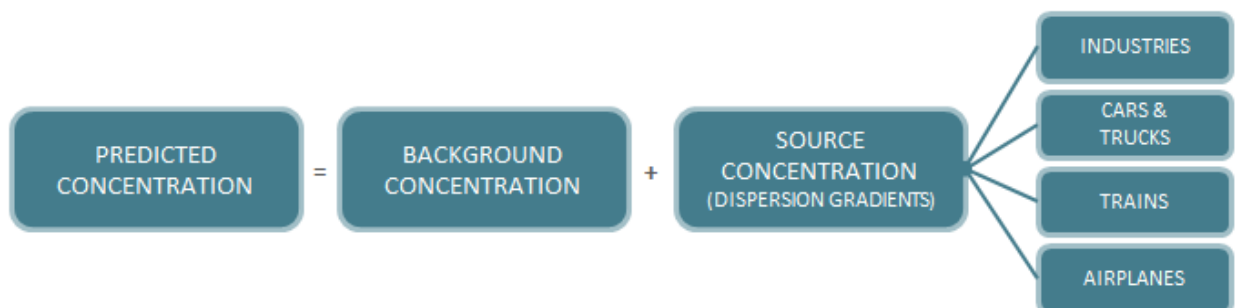 PREDICTED
CONCENTRATION
=
BACKGROUND
CONCENTRATION
+
SOURCE
CONCENTRATION
(DISPERSION GRADIENTS)
INDUSTRIES
CARS &
TRUCKS
TRAINS
AIRPLANES